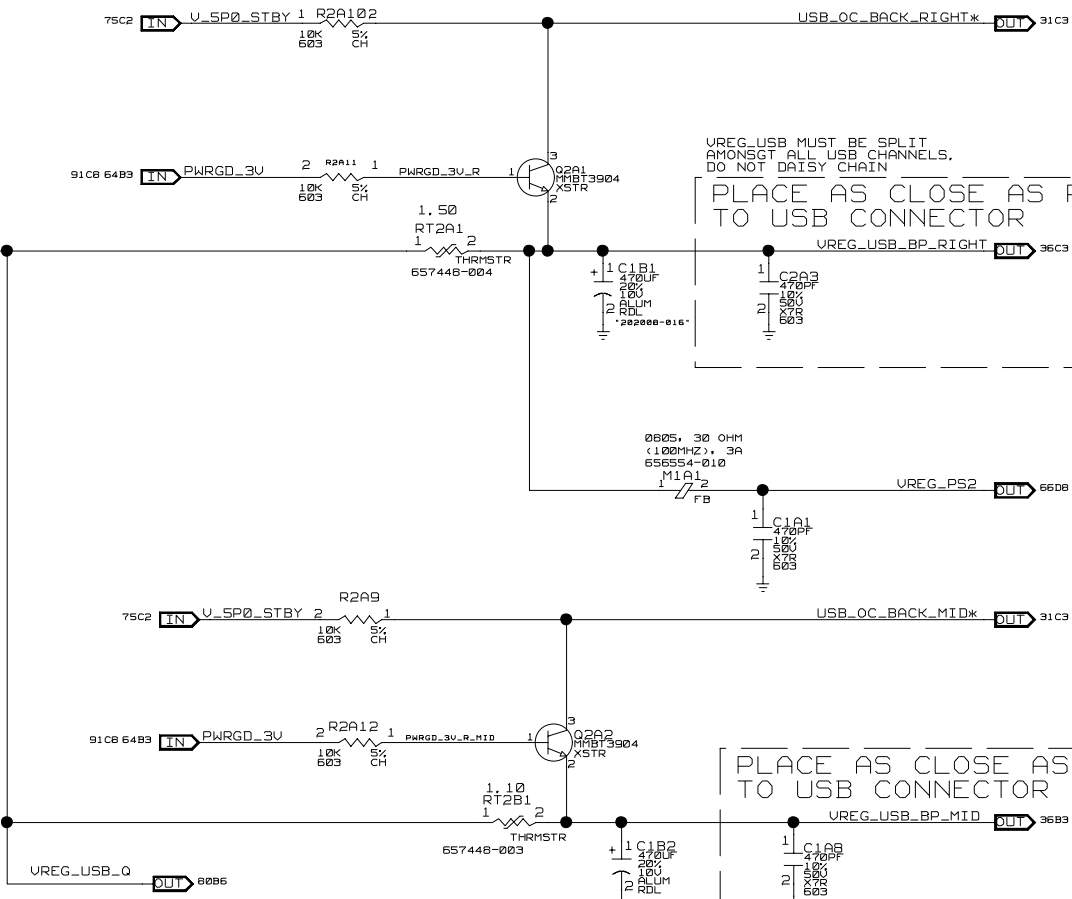 75C2 IN V_5P0_STBY 1 R2A102 USB_OC_BACK_RIGHT* OUT 31C3
10K 5%
603 CH
VREG_USB MUST BE SPLIT
AMONSGT ALL USB CHANNELS.
DO NOT DAISY CHAIN
3
91C8 64B3 IN PWRGD_3V 2 R2A11 1 PWRGD_3V_R 1 Q2A1
MMBT3904
XSTR
10K 5%
603 CH
2
PLACE AS CLOSE AS
TO USB CONNECTOR
1.50
RT2A1
1 2
THRMSTR
657448-004
VREG_USB_BP_RIGHT OUT 36C3
+ 1 C1B1
470UF
20%
10V
ALUM
2 RDL
"202008-016"
1 C2A3
470PF
10%
50V
2 X7R
603
0805, 30 OHM
(100MHZ), 3A
656554-010
M1A1
1 2
FB
VREG_PS2 OUT 66D8
1 C1A1
470PF
10%
50V
2 X7R
603
75C2 IN V_5P0_STBY 2 R2A9 1 USB_OC_BACK_MID* OUT 31C3
10K 5%
603 CH
3
91C8 64B3 IN PWRGD_3V 2 R2A12 1 PWRGD_3V_R_MID 1 Q2A2
MMBT3904
XSTR
10K 5%
603 CH
2
PLACE AS CLOSE AS
TO USB CONNECTOR
1.10
RT2B1
1 2
THRMSTR
657448-003
VREG_USB_BP_MID OUT 36B3
+ 1 C1B2
470UF
20%
10V
ALUM
2 RDL
1 C1A8
470PF
10%
50V
2 X7R
603
VREG_USB_Q OUT 80B6